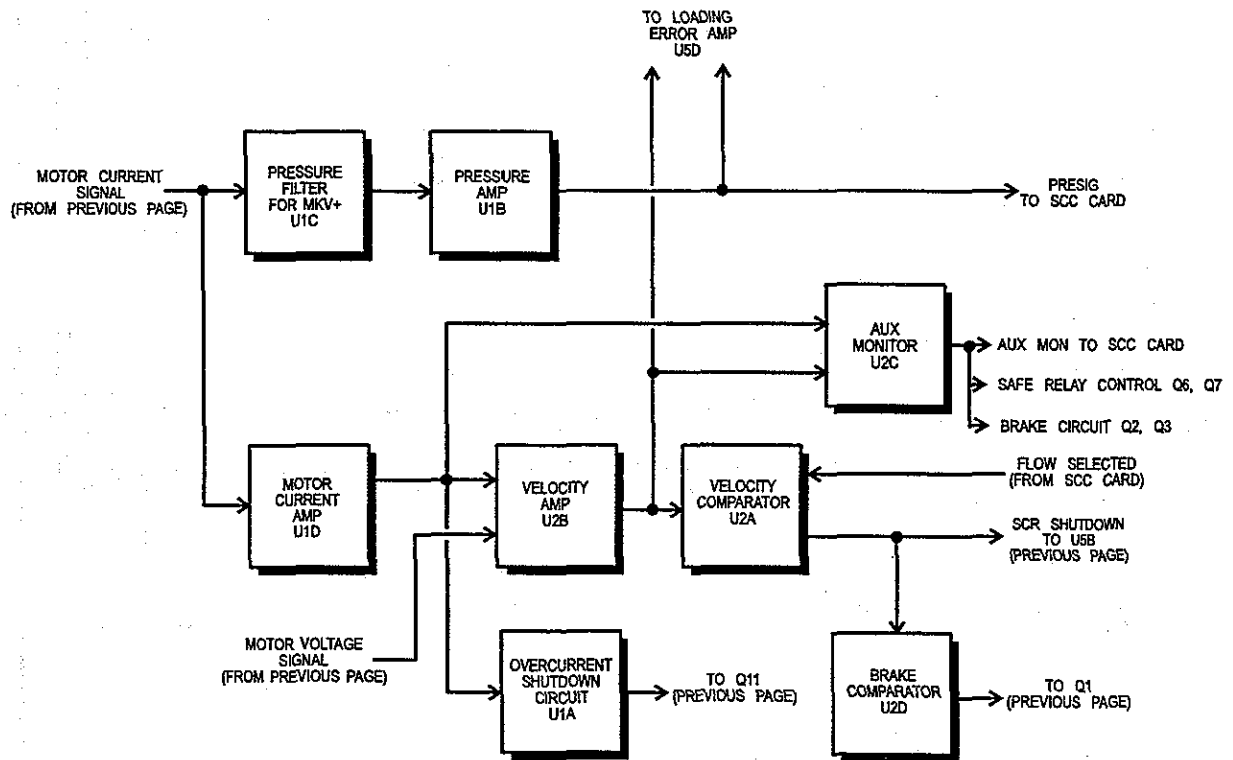 TO LOADING
ERROR AMP
U5D
MOTOR CURRENT
SIGNAL
(FROM PREVIOUS PAGE)
PRESSURE
FILTER
FOR MKV+
U1C
PRESSURE
AMP
U1B
PRESIG
TO SCC CARD
AUX
MONITOR
U2C
AUX MON TO SCC CARD
SAFE RELAY CONTROL Q6, Q7
BRAKE CIRCUIT Q2, Q3
MOTOR
CURRENT
AMP
U1D
VELOCITY
AMP
U2B
VELOCITY
COMPARATOR
U2A
FLOW SELECTED
(FROM SCC CARD)
SCR SHUTDOWN
TO U5B
(PREVIOUS PAGE)
MOTOR VOLTAGE
SIGNAL
(FROM PREVIOUS PAGE)
OVERCURRENT
SHUTDOWN
CIRCUIT
U1A
TO Q11
(PREVIOUS PAGE)
BRAKE
COMPARATOR
U2D
TO Q1
(PREVIOUS PAGE)